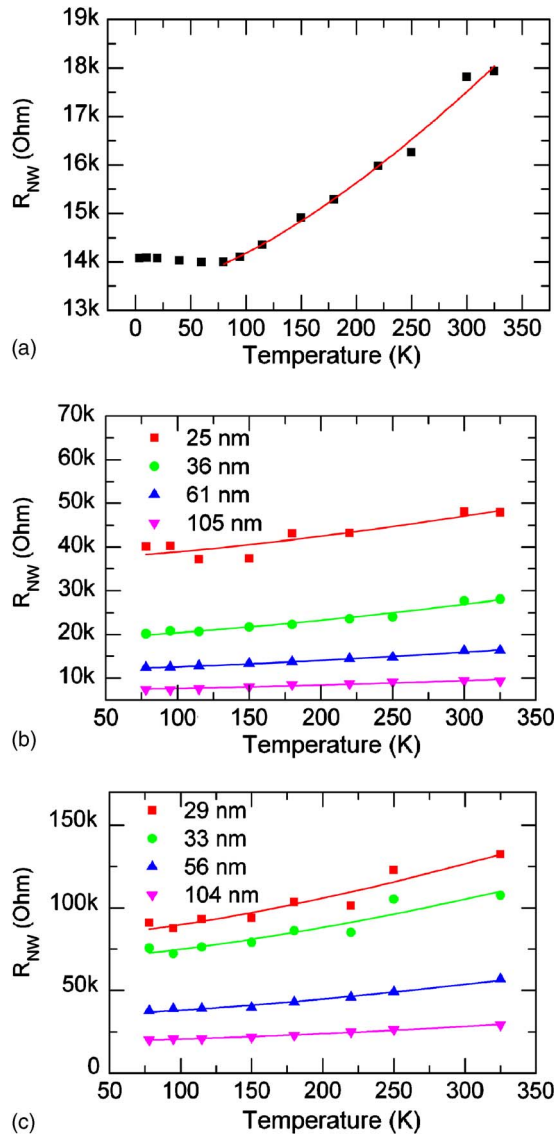 19k
18k
17k
16k
15k
14k
13k
R_NW (Ohm)
0 50 100 150 200 250 300 350
Temperature (K)
(a)
70k
60k
50k
40k
30k
20k
10k
R_NW (Ohm)
25 nm
36 nm
61 nm
105 nm
50 100 150 200 250 300 350
Temperature (K)
(b)
150k
100k
50k
0
R_NW (Ohm)
29 nm
33 nm
56 nm
104 nm
50 100 150 200 250 300 350
Temperature (K)
(c)